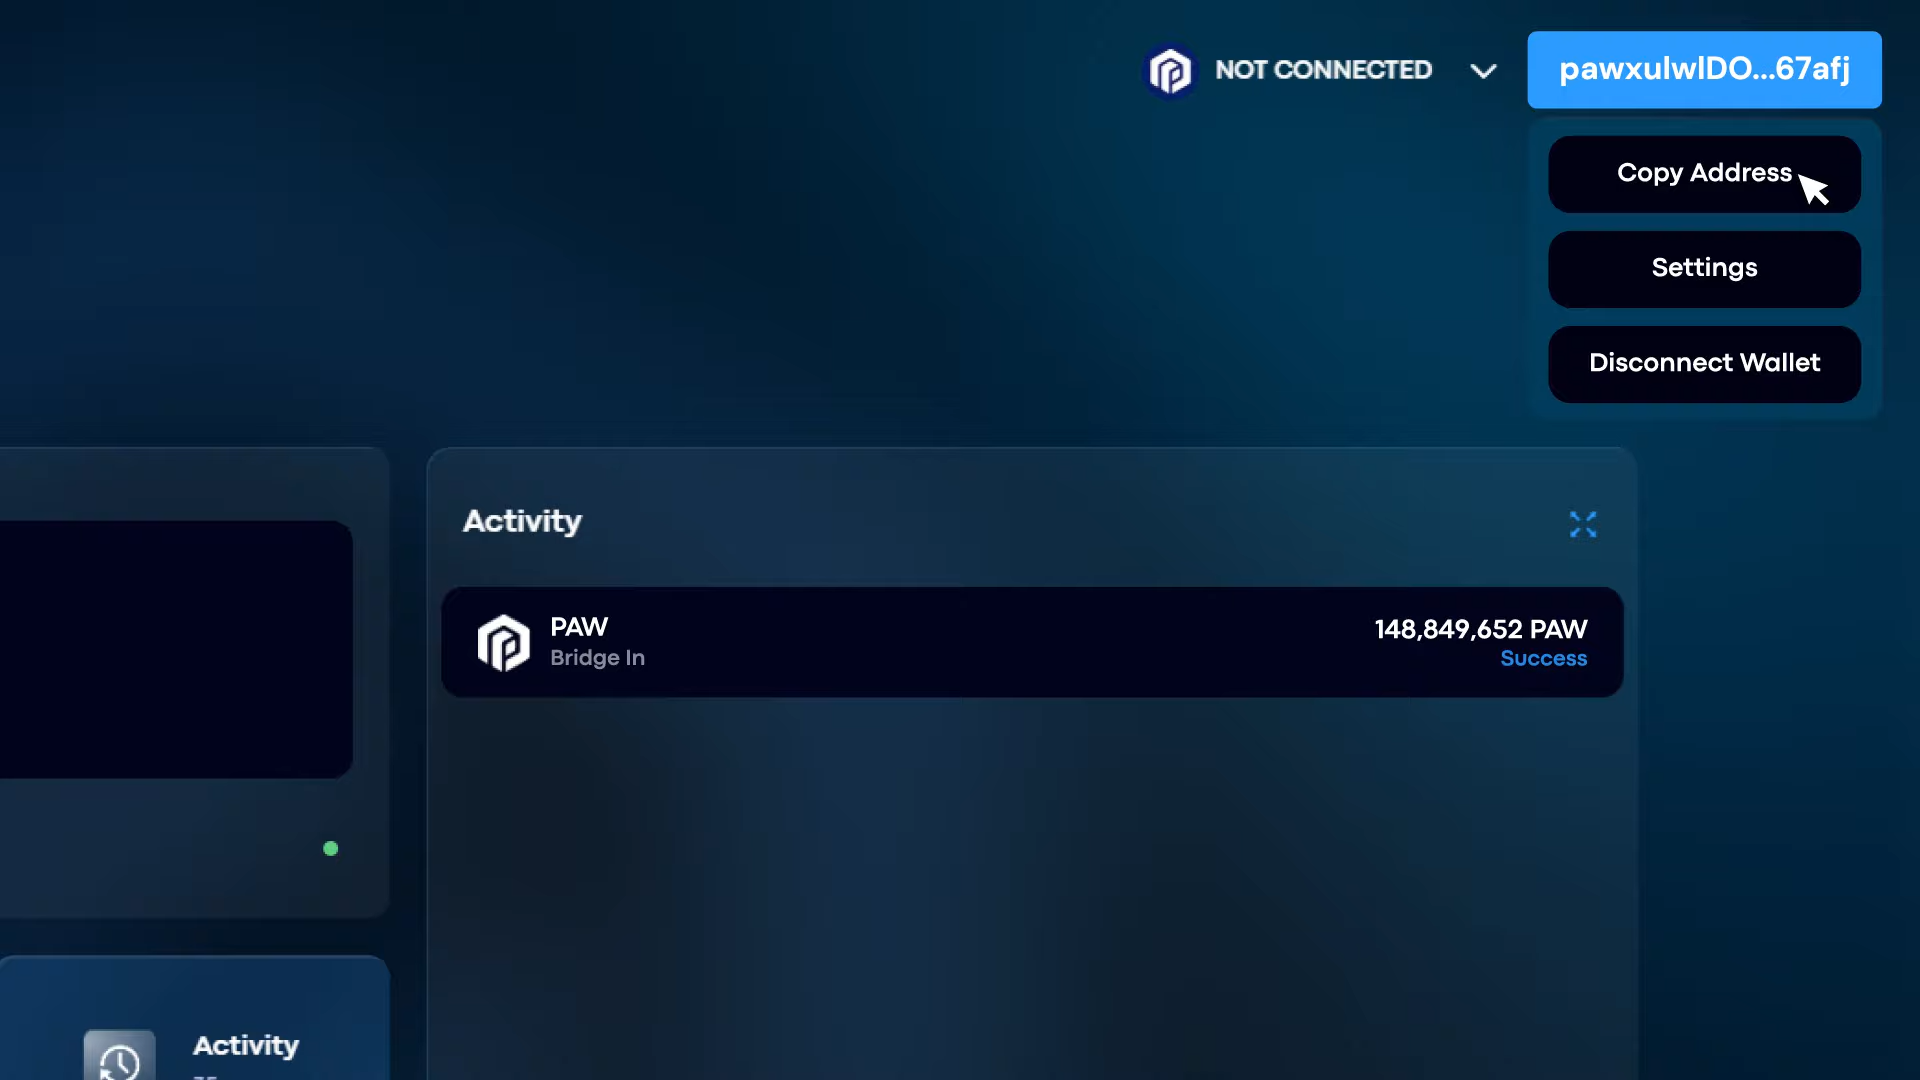 NOT CONNECTED
pawxulwlDO...67afj
Copy Address
Settings
Disconnect Wallet
Activity
PAW
148,849,652 PAW
Bridge In
Success
Activity